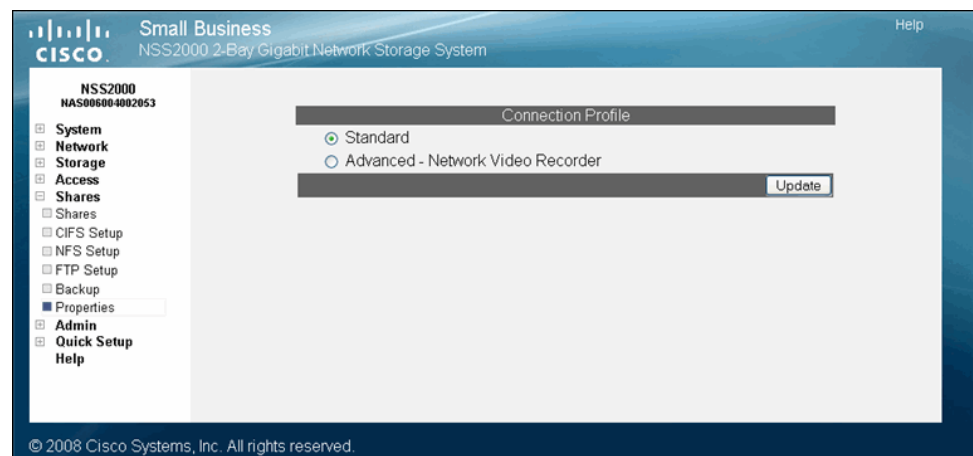 Small Business
CISCO
NSS2000 2-Bay Gigabit Network Storage System
Help
NSS2000
NAS006004002053
System
Network
Storage
Access
Shares
Shares
CIFS Setup
NFS Setup
FTP Setup
Backup
Properties
Admin
Quick Setup
Help
Connection Profile
Standard
Advanced - Network Video Recorder
Update
© 2008 Cisco Systems, Inc. All rights reserved.